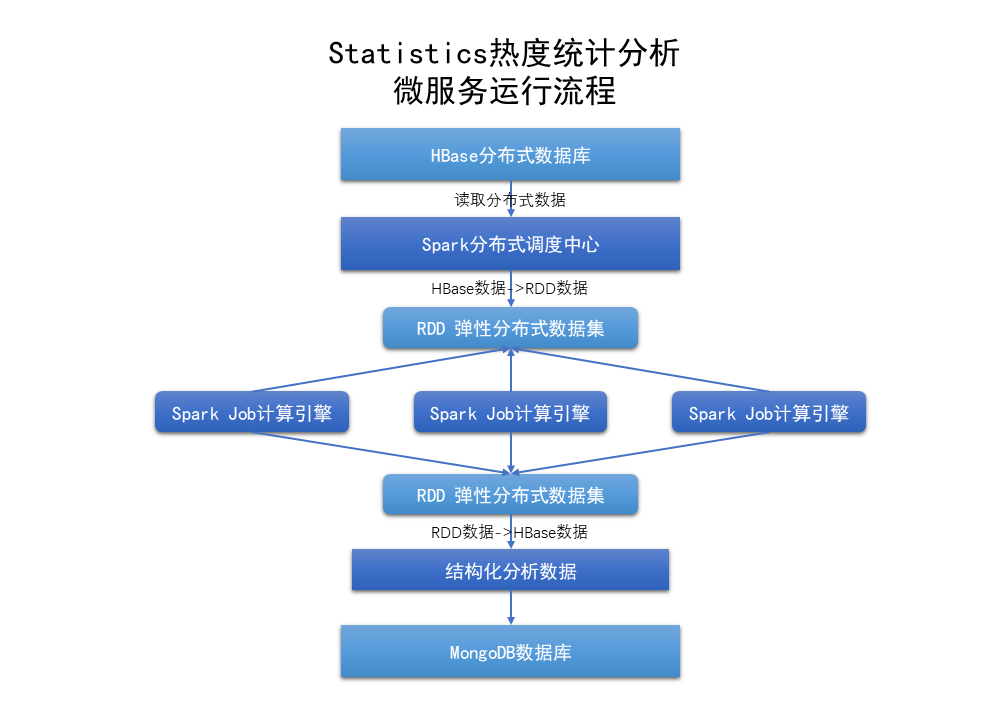 Statistics热度统计分析
微服务运行流程
HBase分布式数据库
读取分布式数据
Spark分布式调度中心
HBase数据->RDD数据
RDD 弹性分布式数据集
Spark Job计算引擎
Spark Job计算引擎
Spark Job计算引擎
RDD 弹性分布式数据集
RDD数据->HBase数据
结构化分析数据
MongoDB数据库